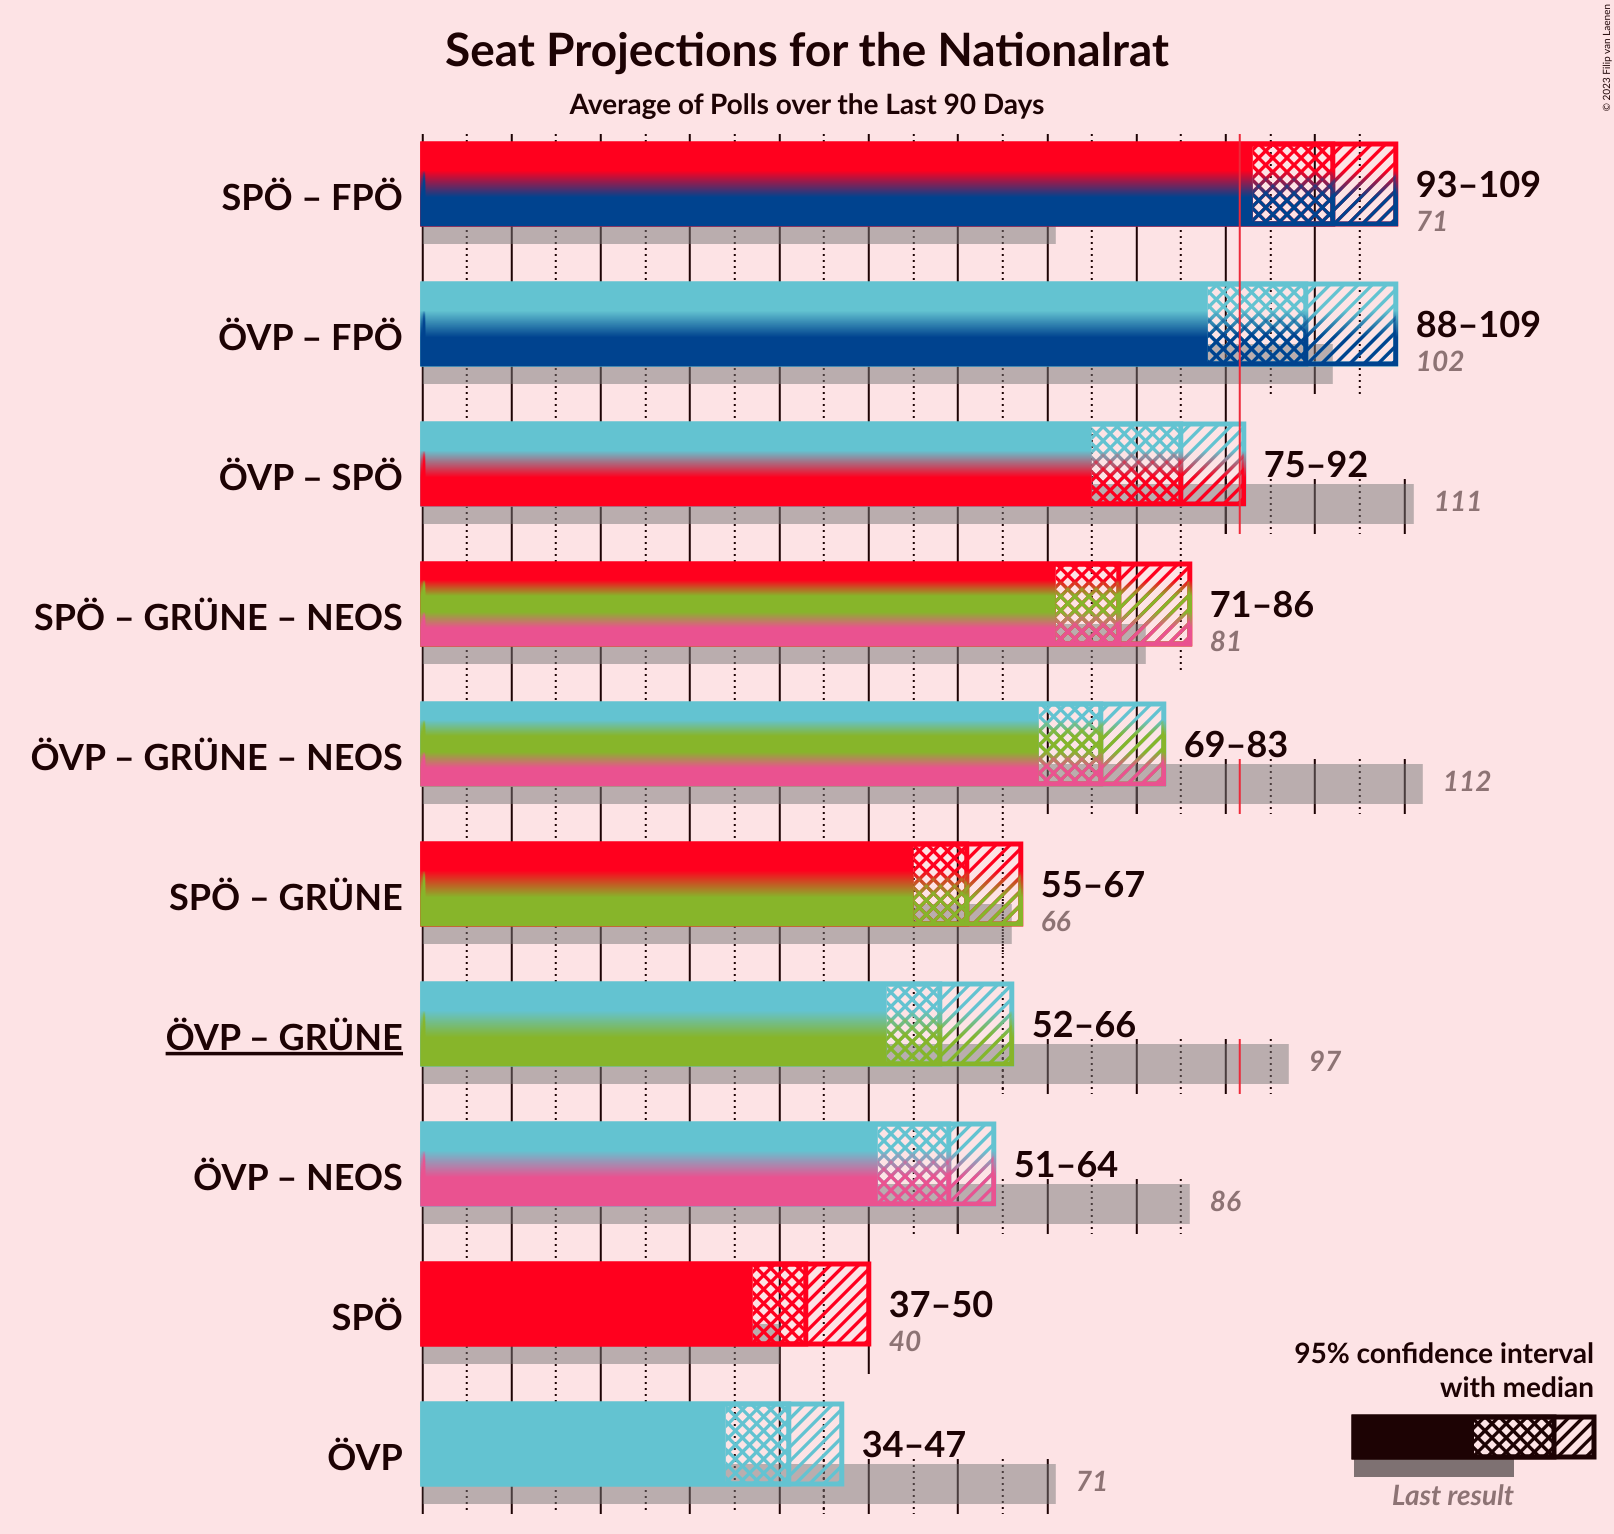 Seat Projections for the Nationalrat
Average of Polls over the Last 90 Days
© 2023 Filip van Laenen
SPÖ – FPÖ
93–109
71
ÖVP – FPÖ
88–109
102
ÖVP – SPÖ
75–92
111
SPÖ – GRÜNE – NEOS
71–86
81
ÖVP – GRÜNE – NEOS
69–83
112
SPÖ – GRÜNE
55–67
66
ÖVP – GRÜNE
52–66
97
ÖVP – NEOS
51–64
86
SPÖ
37–50
40
ÖVP
34–47
71
95% confidence interval
with median
Last result